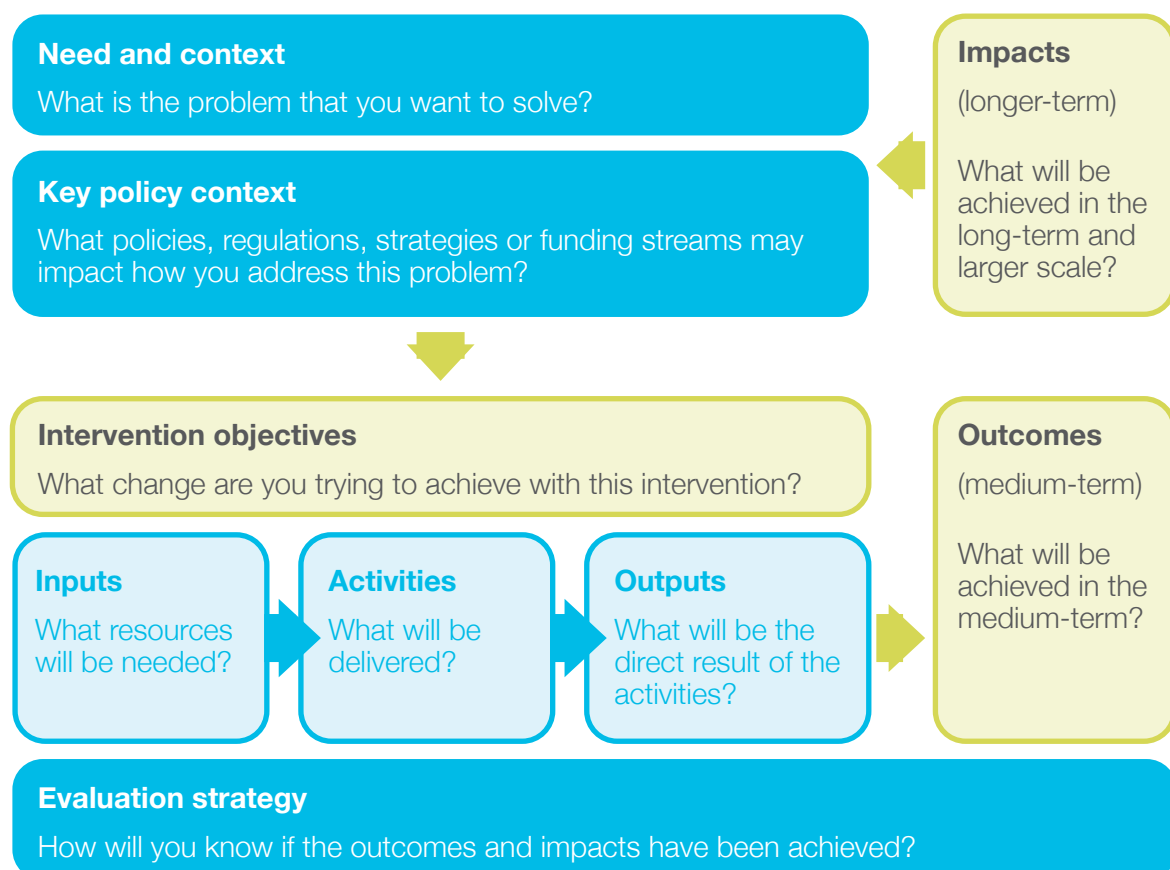 Need and context
What is the problem that you want to solve?
Key policy context
What policies, regulations, strategies or funding streams may
impact how you address this problem?
Impacts
(longer-term)
What will be
achieved in the
long-term and
larger scale?
Intervention objectives
What change are you trying to achieve with this intervention?
Inputs
What resources
will be needed?
Activities
What will be
delivered?
Outputs
What will be the
direct result of the
activities?
Outcomes
(medium-term)
What will be
achieved in the
medium-term?
Evaluation strategy
How will you know if the outcomes and impacts have been achieved?